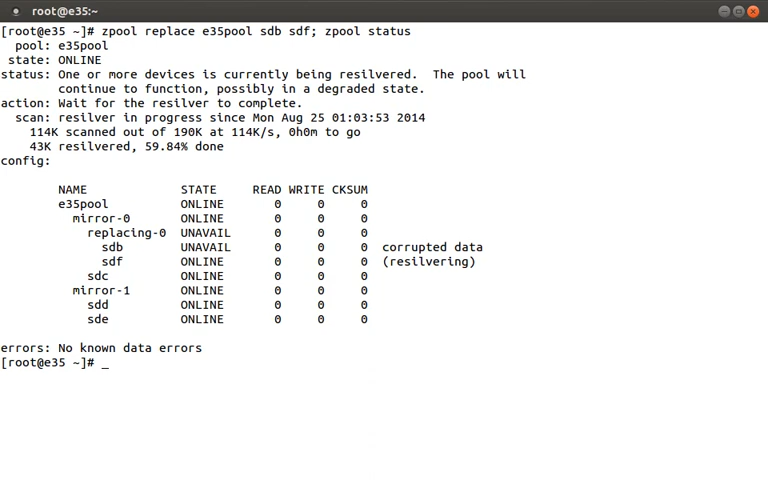 root@e35:~
[root@e35 ~]# zpool replace e35pool sdb sdf; zpool status
  pool: e35pool
 state: ONLINE
status: One or more devices is currently being resilvered.  The pool will
        continue to function, possibly in a degraded state.
action: Wait for the resilver to complete.
  scan: resilver in progress since Mon Aug 25 01:03:53 2014
    114K scanned out of 190K at 114K/s, 0h0m to go
    43K resilvered, 59.84% done
config:

        NAME             STATE     READ WRITE CKSUM
        e35pool          ONLINE       0     0     0
          mirror-0       ONLINE       0     0     0
            replacing-0  UNAVAIL      0     0     0
              sdb        UNAVAIL      0     0     0  corrupted data
              sdf        ONLINE       0     0     0  (resilvering)
            sdc          ONLINE       0     0     0
          mirror-1       ONLINE       0     0     0
            sdd          ONLINE       0     0     0
            sde          ONLINE       0     0     0

errors: No known data errors
[root@e35 ~]# _